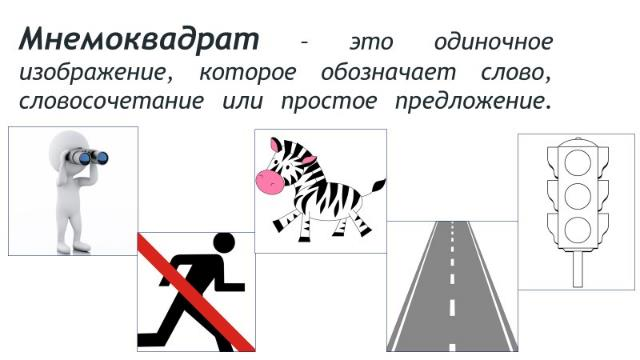 Мнемоквадрат – это одиночное
изображение, которое обозначает слово,
словосочетание или простое предложение.